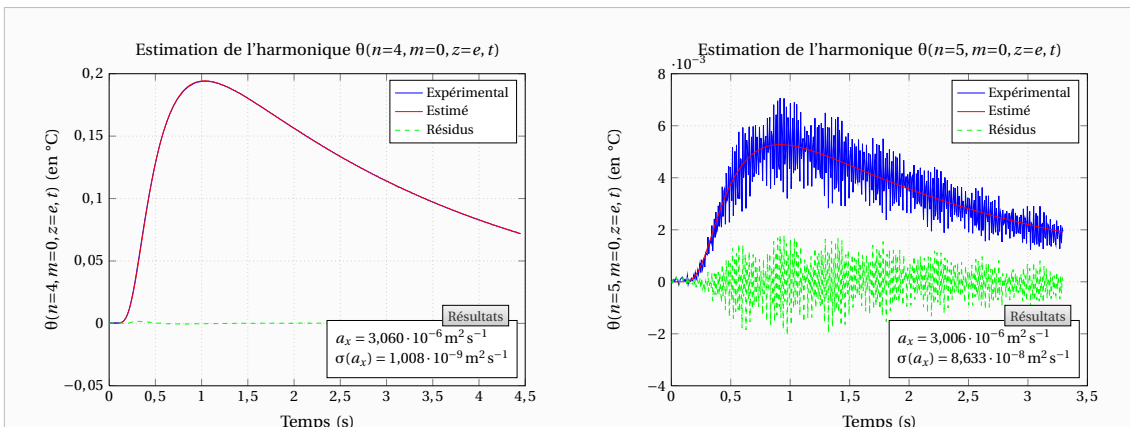 Estimation de l'harmonique θ(n=4, m=0, z=e, t)
θ(n=4, m=0, z=e, t) (en °C)
0,2
0,15
0,1
0,05
0
−0,05
Expérimental
Estimé
Résidus
Résultats
a_x = 3,060·10⁻⁶ m² s⁻¹
σ(a_x) = 1,008·10⁻⁹ m² s⁻¹
0 0,5 1 1,5 2 2,5 3 3,5 4 4,5
Temps (s)
Estimation de l'harmonique θ(n=5, m=0, z=e, t)
·10⁻³
θ(n=5, m=0, z=e, t) (en °C)
8
6
4
2
0
−2
−4
Expérimental
Estimé
Résidus
Résultats
a_x = 3,006·10⁻⁶ m² s⁻¹
σ(a_x) = 8,633·10⁻⁸ m² s⁻¹
0 0,5 1 1,5 2 2,5 3 3,5
Temps (s)